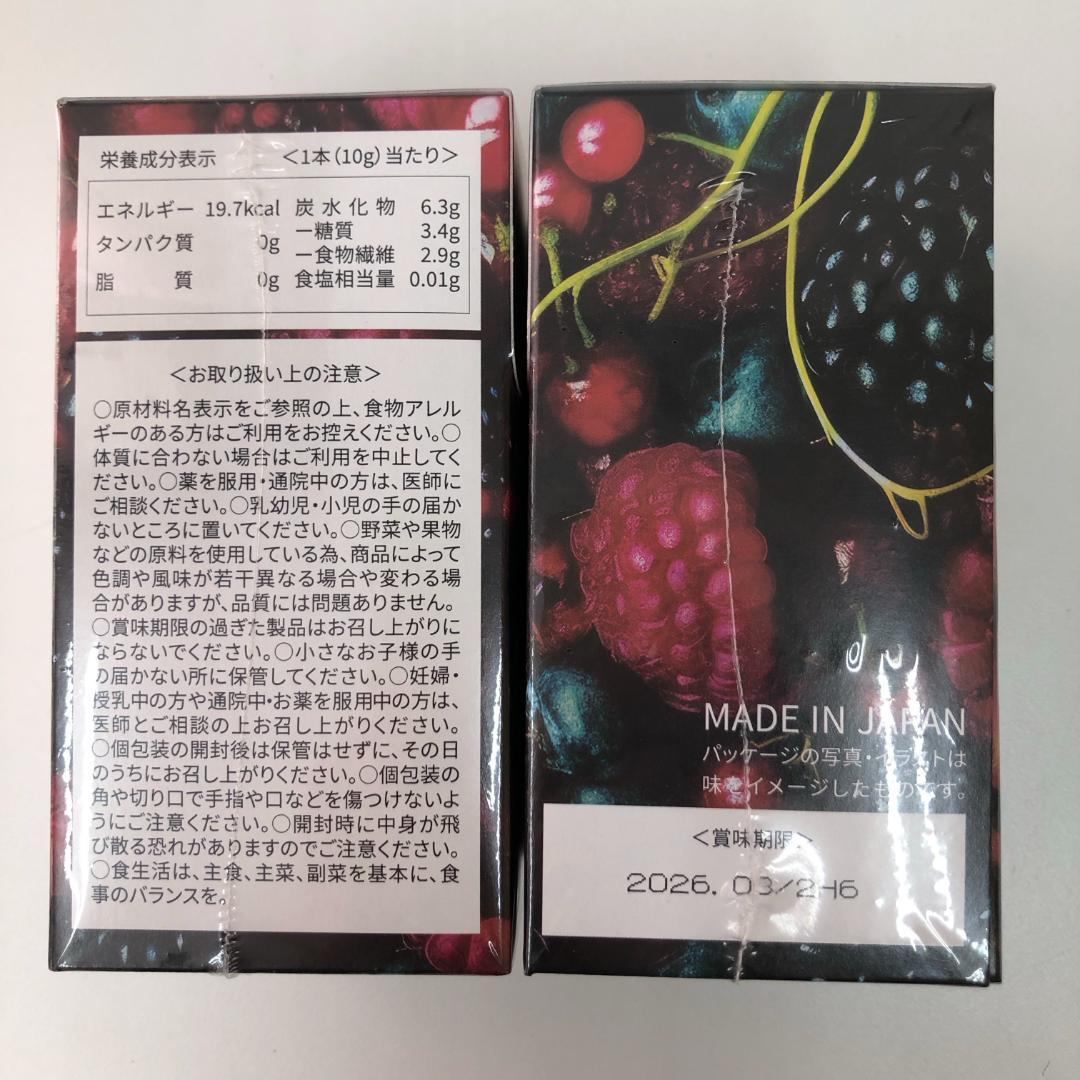 栄養成分表示 ＜1本（10g）当たり＞
エネルギー 19.7kcal
タンパク質 0g
脂質 0g
炭水化物 6.3g
ー糖質 3.4g
ー食物繊維 2.9g
食塩相当量 0.01g
＜お取り扱い上の注意＞
○原材料名表示をご参照の上、食物アレル
ギーのある方はご利用をお控えください。○
体質に合わない場合はご利用を中止してく
ださい。○薬を服用・通院中の方は、医師に
ご相談ください。○乳幼児・小児の手の届か
ないところに置いてください。○野菜や果物
などの原料を使用している為、商品によって
色調や風味が若干異なる場合や変わる場
合がありますが、品質には問題ありません。
○賞味期限の過ぎた製品はお召し上がりに
ならないでください。○小さなお子様の手
の届かない所に保管してください。○妊婦・
授乳中の方や通院中・お薬を服用中の方は、
医師とご相談の上お召し上がりください。
○個包装の開封後は保管はせずに、その日
のうちにお召し上がりください。○個包装の
角や切り口で手指や口などを傷つけないよ
うにご注意ください。○開封時に中身が飛
び散る恐れがありますのでご注意ください。
○食生活は、主食、主菜、副菜を基本に、食
事のバランスを。
MADE IN JAPAN
パッケージの写真・イラストは
味をイメージしたものです。
＜賞味期限＞
2026.03/2H6